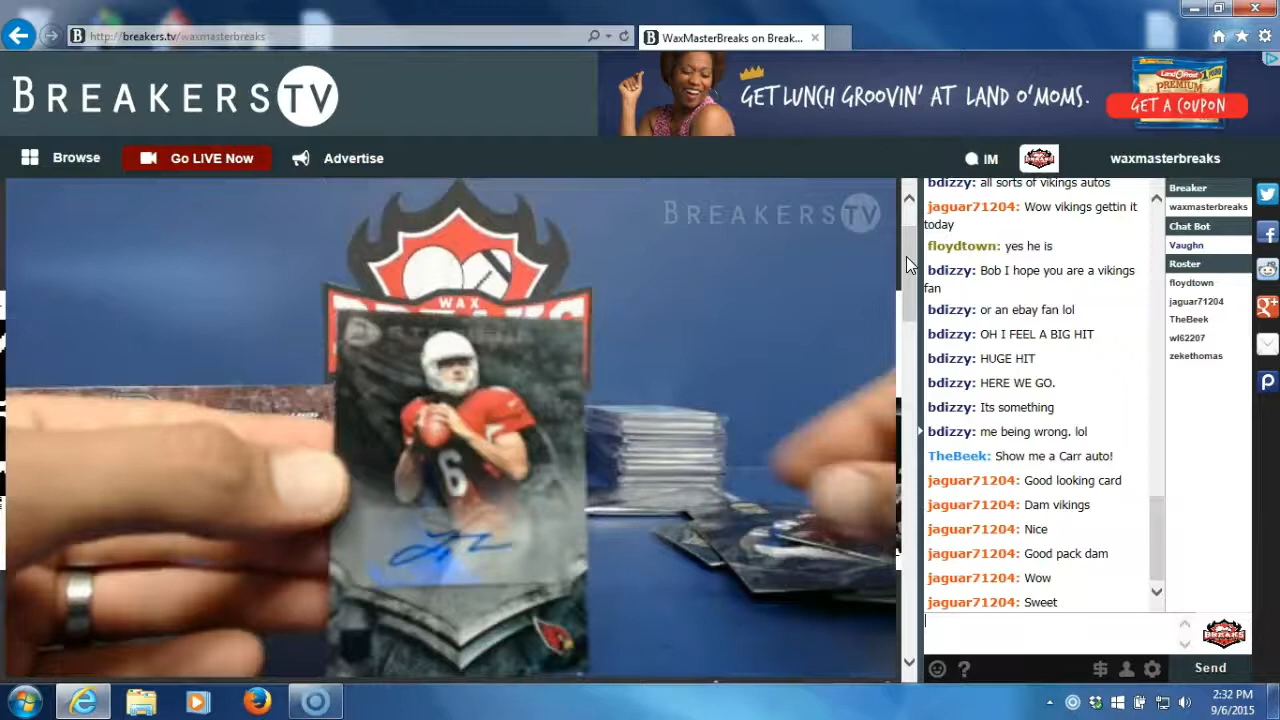 http://breakers.tv/waxmasterbreaks
WaxMasterBreaks on Break...
BREAKERS TV
GET LUNCH GROOVIN' AT LAND O'MOMS.
Land O Frost
PREMIUM
GET A COUPON
Browse
Go LIVE Now
Advertise
IM
waxmasterbreaks
BREAKERS TV
WAX
6
bdizzy: all sorts of vikings autos
jaguar71204: Wow vikings gettin it
today
floydtown: yes he is
bdizzy: Bob I hope you are a vikings
fan
bdizzy: or an ebay fan lol
bdizzy: OH I FEEL A BIG HIT
bdizzy: HUGE HIT
bdizzy: HERE WE GO.
bdizzy: Its something
bdizzy: me being wrong. lol
TheBeek: Show me a Carr auto!
jaguar71204: Good looking card
jaguar71204: Dam vikings
jaguar71204: Nice
jaguar71204: Good pack dam
jaguar71204: Wow
jaguar71204: Sweet
Breaker
waxmasterbreaks
Chat Bot
Vaughn
Roster
floydtown
jaguar71204
TheBeek
wl62207
zekethomas
BREAKS
Send
2:32 PM
9/6/2015